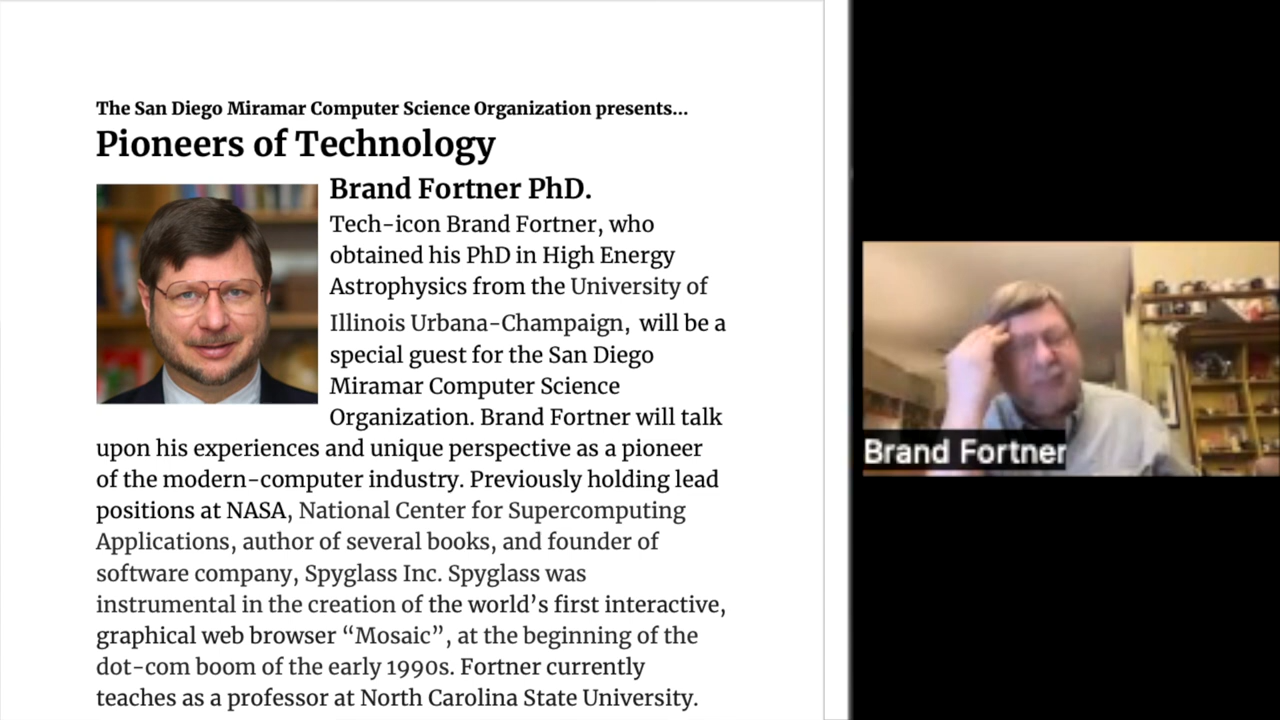 The San Diego Miramar Computer Science Organization presents...
Pioneers of Technology
Brand Fortner PhD.
Tech-icon Brand Fortner, who
obtained his PhD in High Energy
Astrophysics from the University of
Illinois Urbana-Champaign, will be a
special guest for the San Diego
Miramar Computer Science
Organization. Brand Fortner will talk
upon his experiences and unique perspective as a pioneer
of the modern-computer industry. Previously holding lead
positions at NASA, National Center for Supercomputing
Applications, author of several books, and founder of
software company, Spyglass Inc. Spyglass was
instrumental in the creation of the world's first interactive,
graphical web browser “Mosaic”, at the beginning of the
dot-com boom of the early 1990s. Fortner currently
teaches as a professor at North Carolina State University.
Brand Fortner